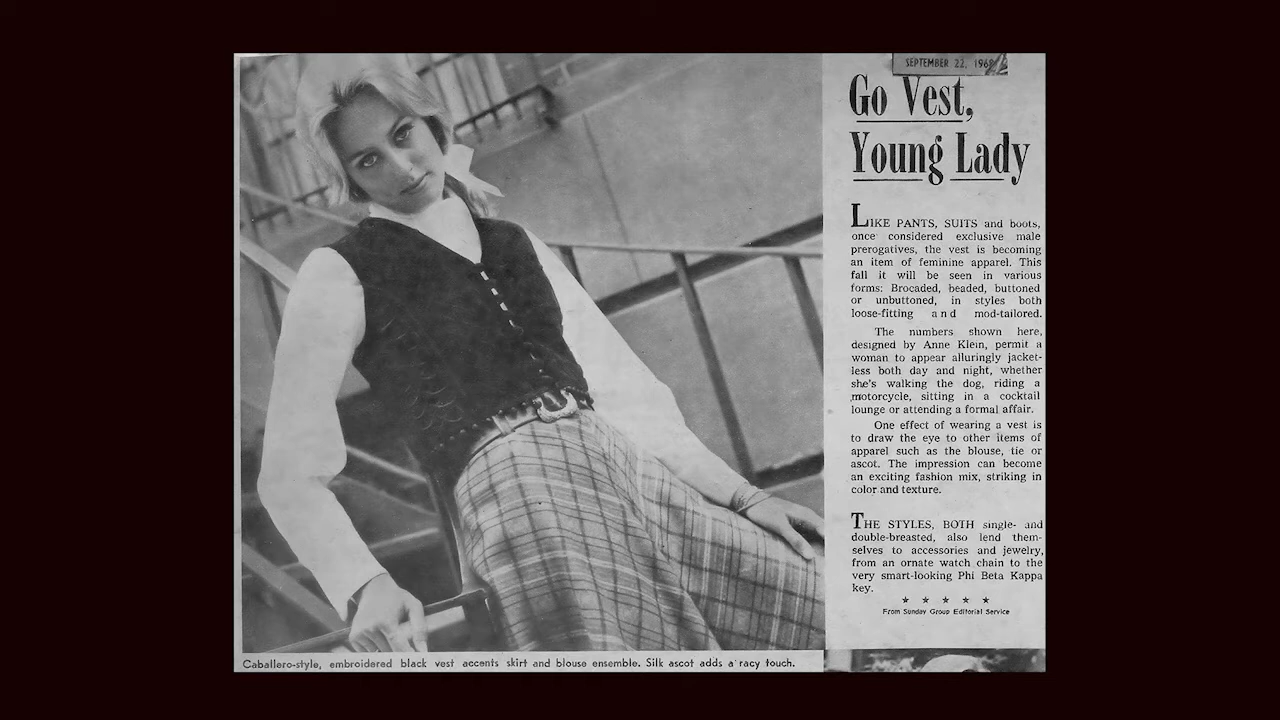 SEPTEMBER 22, 1968
Go Vest,
Young Lady
LIKE PANTS, SUITS and boots,
once considered exclusive male
prerogatives, the vest is becoming
an item of feminine apparel. This
fall it will be seen in various
forms: Brocaded, beaded, buttoned
or unbuttoned, in styles both
loose-fitting and mod-tailored.
The numbers shown here,
designed by Anne Klein, permit a
woman to appear alluringly jacket-
less both day and night, whether
she's walking the dog, riding a
motorcycle, sitting in a cocktail
lounge or attending a formal affair.
One effect of wearing a vest is
to draw the eye to other items of
apparel such as the blouse, tie or
ascot. The impression can become
an exciting fashion mix, striking in
color and texture.
THE STYLES, BOTH single- and
double-breasted, also lend them-
selves to accessories and jewelry,
from an ornate watch chain to the
very smart-looking Phi Beta Kappa
key.
From Sunday Group Editorial Service
Caballero-style, embroidered black vest accents skirt and blouse ensemble. Silk ascot adds a racy touch.